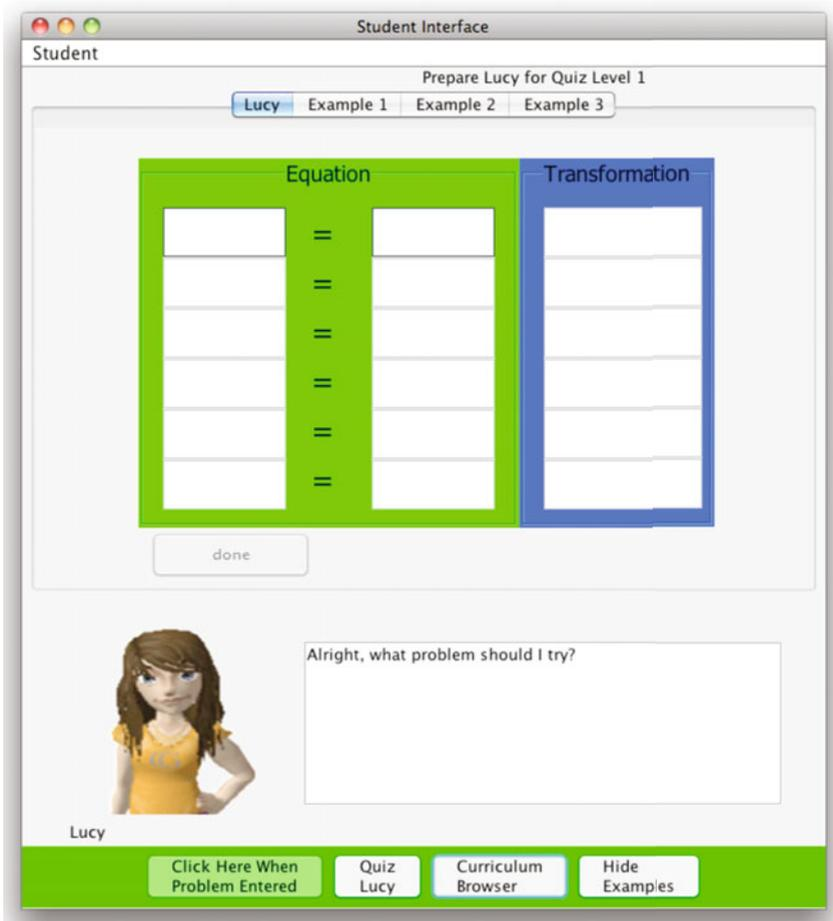 Student Interface
Student
Prepare Lucy for Quiz Level 1
Lucy Example 1 Example 2 Example 3
Equation Transformation
=
=
=
=
=
=
done
Alright, what problem should I try?
Lucy
Click Here When
Problem Entered
Quiz
Lucy
Curriculum
Browser
Hide
Examples